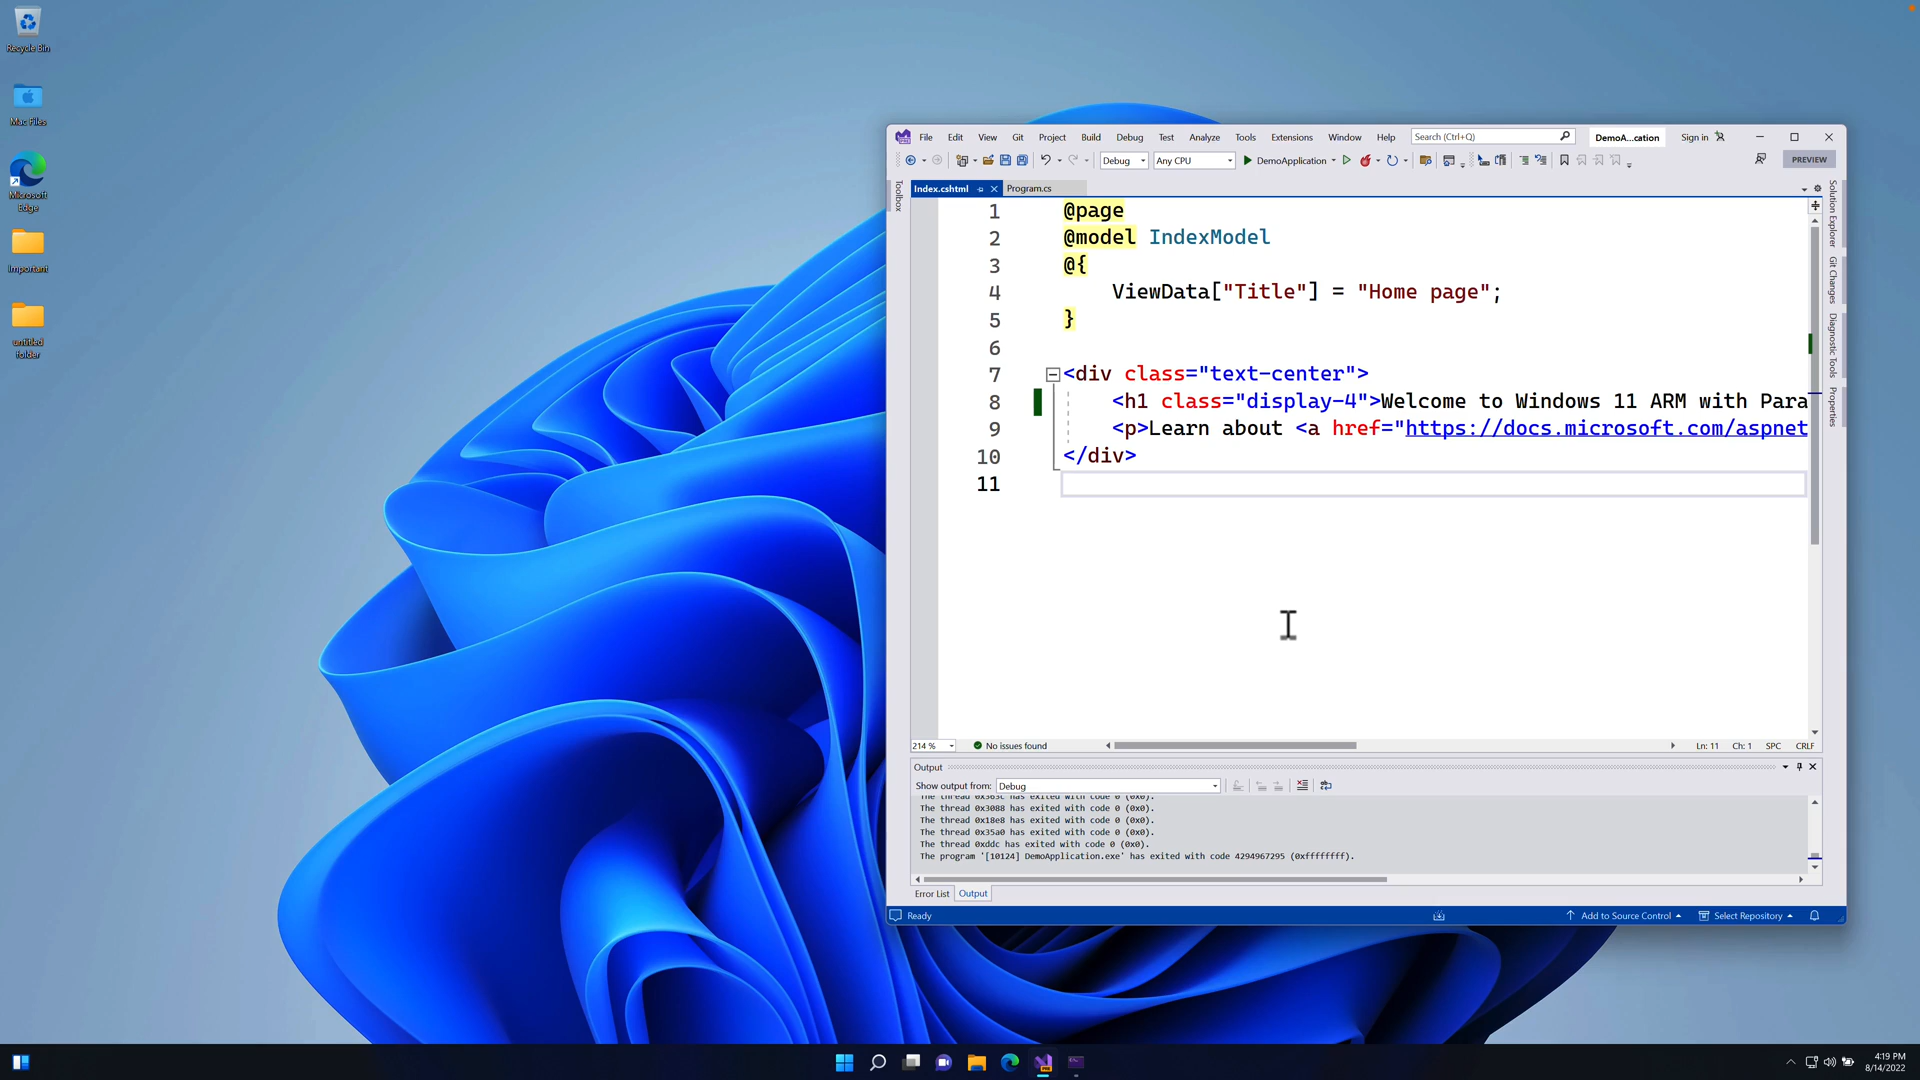 Recycle Bin
Mac Files
Microsoft
Edge
Important
untitled
folder
File Edit View Git Project Build Debug Test Analyze Tools Extensions Window Help Search (Ctrl+Q) DemoA...cation Sign in
Debug Any CPU DemoApplication PREVIEW
Toolbox
Index.cshtml Program.cs
1 @page
2 @model IndexModel
3 @{
4 ViewData["Title"] = "Home page";
5 }
6
7 <div class="text-center">
8 <h1 class="display-4">Welcome to Windows 11 ARM with Para
9 <p>Learn about <a href="https://docs.microsoft.com/aspnet
10 </div>
11
Solution Explorer
Git Changes
Diagnostic Tools
Properties
214 % No issues found Ln: 11 Ch: 1 SPC CRLF
Output
Show output from: Debug
The thread 0x3088 has exited with code 0 (0x0).
The thread 0x18e8 has exited with code 0 (0x0).
The thread 0x35a0 has exited with code 0 (0x0).
The thread 0xddc has exited with code 0 (0x0).
The program '[10124] DemoApplication.exe' has exited with code 4294967295 (0xffffffff).
Error List Output
Ready Add to Source Control Select Repository
4:19 PM
8/14/2022